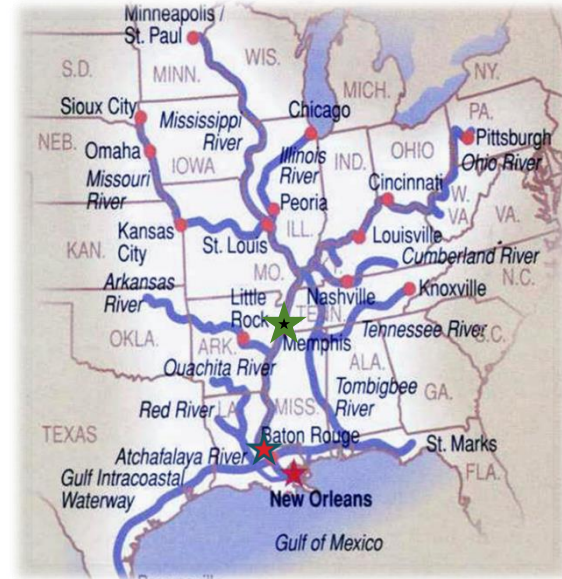 Minneapolis /
St. Paul
WIS.
S.D.
MINN.
MICH.
NY.
Sioux City
Chicago
PA.
Mississippi
River
Pittsburgh
NEB.
Omaha
IOWA
Illinois
River
IND.
OHIO
Ohio River
Missouri
River
Cincinnati
W.
VA
VA.
Peoria
ILL.
Kansas
City
St. Louis
Louisville
KAN.
MO.
Cumberland River
N.C.
Arkansas
River
Little
Rock
Nashville
Knoxville
TENN.
OKLA.
ARK.
Memphis
Tennessee River
S.C.
Ouachita River
ALA.
Tombigbee
River
GA.
Red River
LA
MISS.
TEXAS
Baton Rouge
St. Marks
Atchafalaya River
Gulf Intracoastal
Waterway
FLA.
New Orleans
Gulf of Mexico